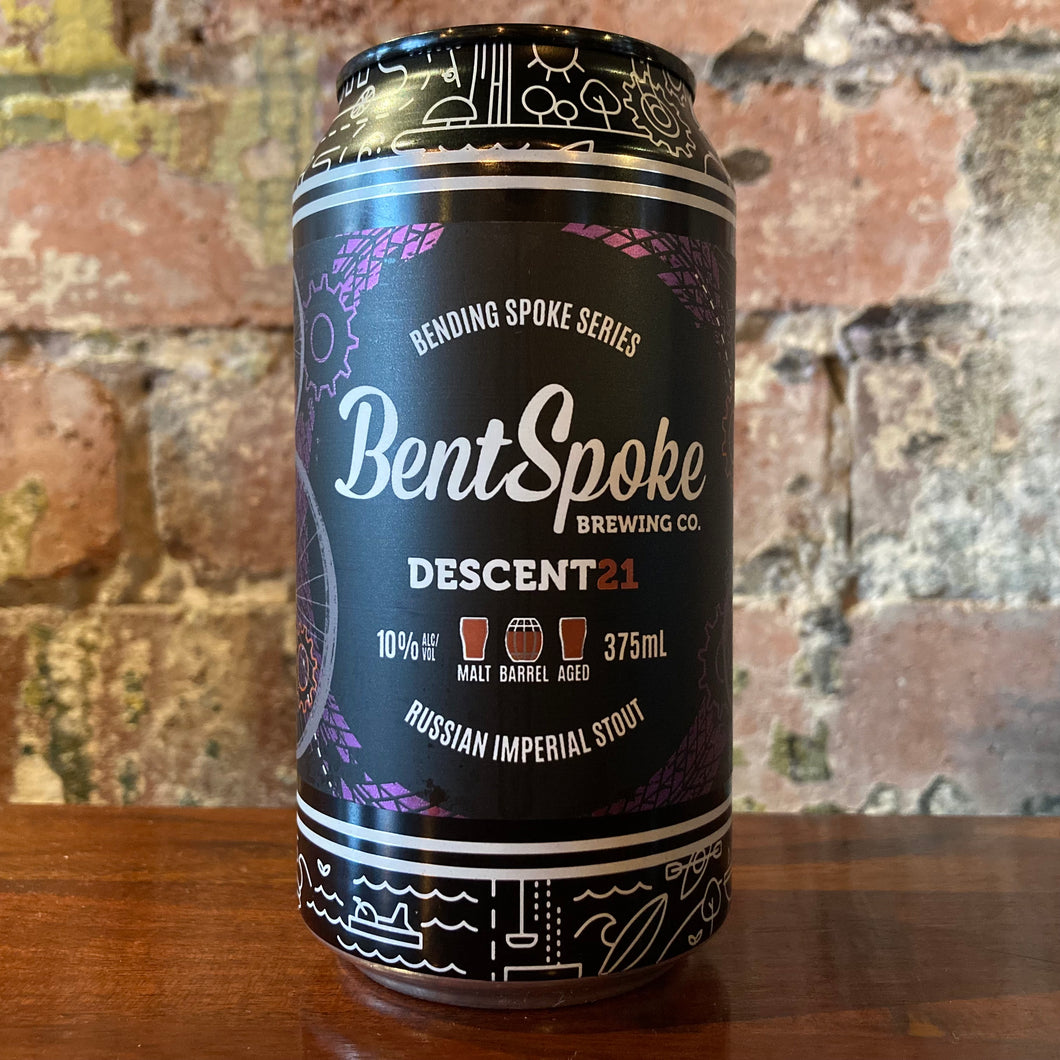 BENDING SPOKE SERIES
BentSpoke
BREWING CO.
DESCENT21
10% ALC/VOL MALT BARREL AGED 375mL
RUSSIAN IMPERIAL STOUT